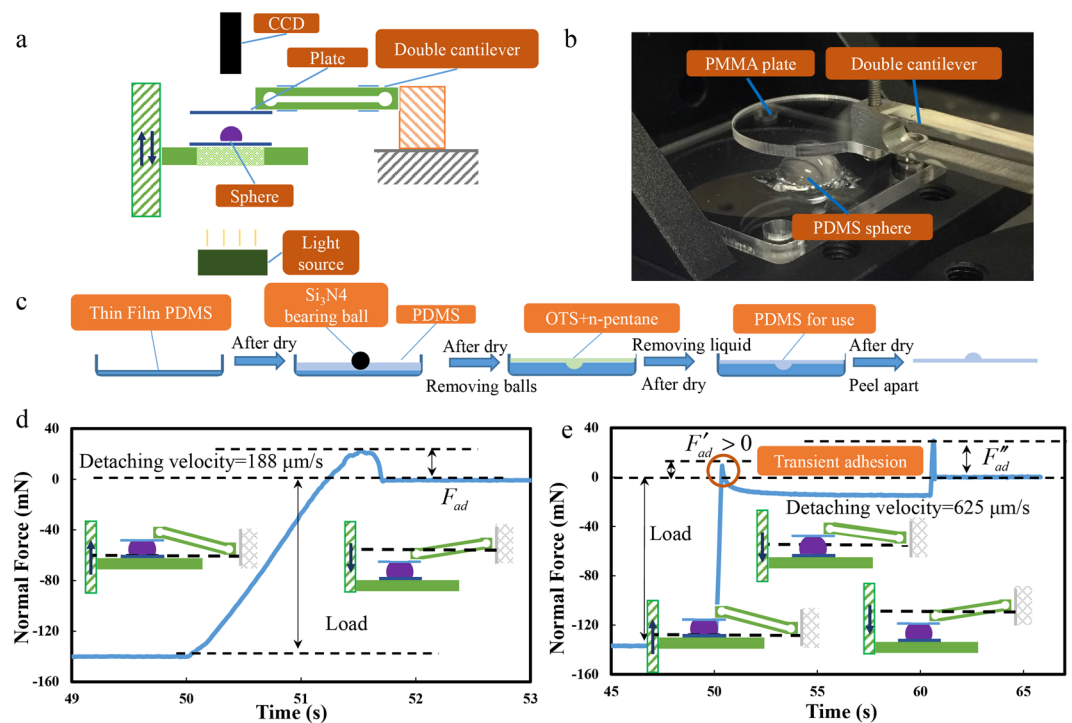 a
CCD
Plate
Double cantilever
Sphere
Light
source
b
PMMA plate
Double cantilever
PDMS sphere
c
Thin Film PDMS
After dry
Si3N4
bearing ball
PDMS
After dry
Removing balls
OTS+n-pentane
Removing liquid
After dry
PDMS for use
After dry
Peel apart
d
Normal Force (mN)
40
0
-40
-80
-120
-160
Detaching velocity=188 μm/s
Fad
Load
49
50
51
52
53
Time (s)
e
Normal Force (mN)
40
0
-40
-80
-120
-160
F′ad > 0
Transient adhesion
F″ad
Detaching velocity=625 μm/s
Load
45
50
55
60
65
Time (s)